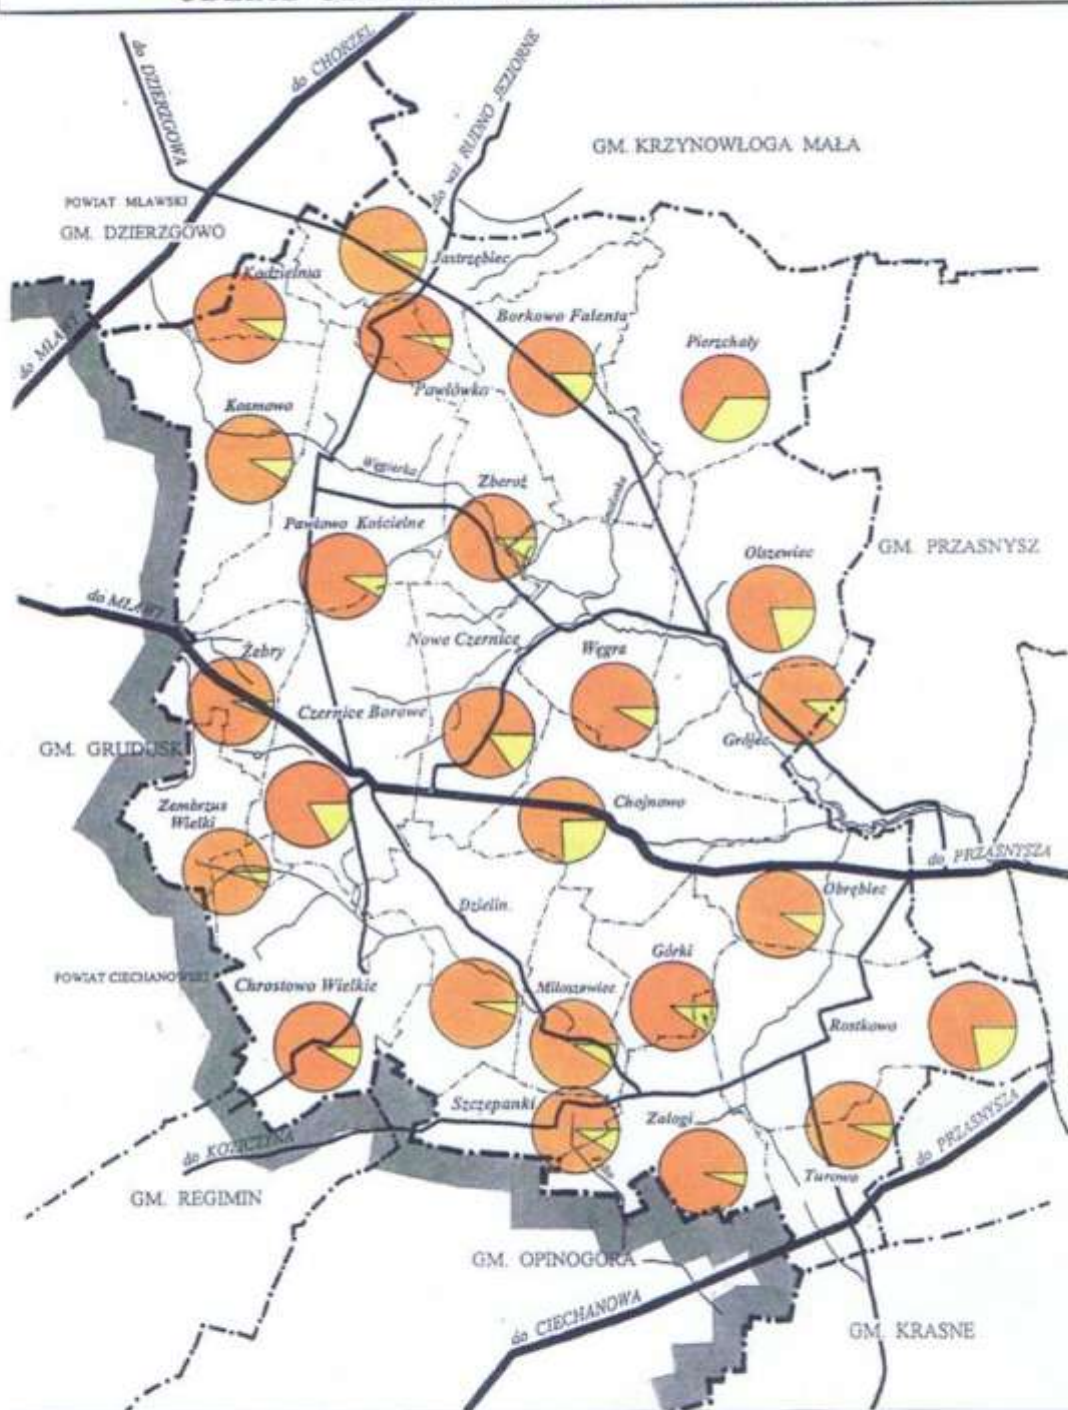 do CHORZEL
do DZIERZGOWA
do wsi RUDNO JEZIORNE
GM. KRZYNOWŁOGA MAŁA
POWIAT MŁAWSKI
GM. DZIERZGOWO
Jastrzębiec
Kadzielnia
Borkowo Falenta
Pierzchały
do MŁAWY
Pawłówko
Kosmowo
Węgierka
Zberoż
Pawłowo Kościelne
Olszewiec
GM. PRZASNYSZ
do MŁAWY
Nowe Czernice
Węgra
Żebry
Czernice Borowe
Grójec
GM. GRUDUSK
Zembrzus
Wielki
Chojnowo
do PRZASNYSZA
Obrębiec
Dzielin
Górki
POWIAT CIECHANOWSKI
Chrostowo Wielkie
Miłoszewiec
Rostkowo
Szczepanki
Załogi
do PRZASNYSZA
do KOZICZYNA
Turowo
GM. REGIMIN
GM. OPINOGÓRA
do CIECHANOWA
GM. KRASNE